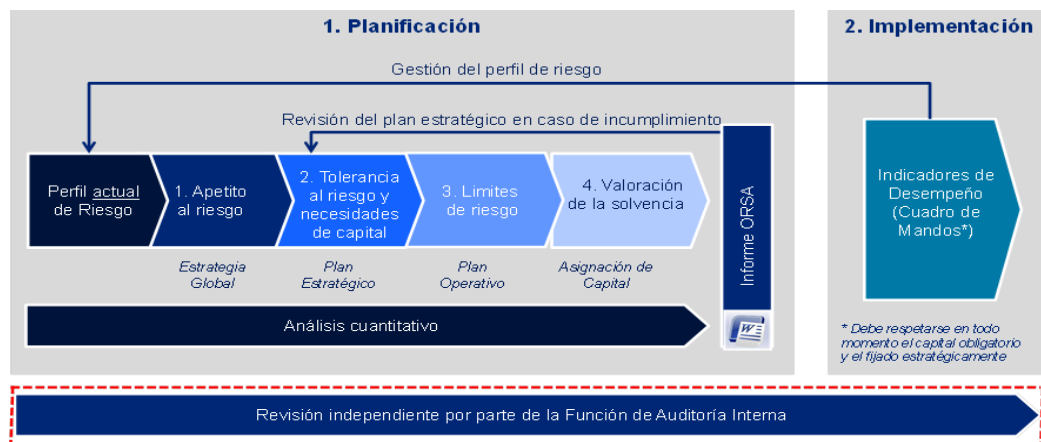 1. Planificación
2. Implementación
Gestión del perfil de riesgo
Revisión del plan estratégico en caso de incumplimiento
Perfil actual
de Riesgo
1. Apetito
al riesgo
2. Tolerancia
al riesgo y
necesidades
de capital
3. Limites
de riesgo
4. Valoración
de la solvencia
Informe ORSA
Indicadores de
Desempeño
(Cuadro de
Mandos*)
Estrategia
Global
Plan
Estratégico
Plan
Operativo
Asignación de
Capital
Análisis cuantitativo
W
* Debe respetarse en todo
momento el capital obligatorio
y el fijado estratégicamente
Revisión independiente por parte de la Función de Auditoría Interna